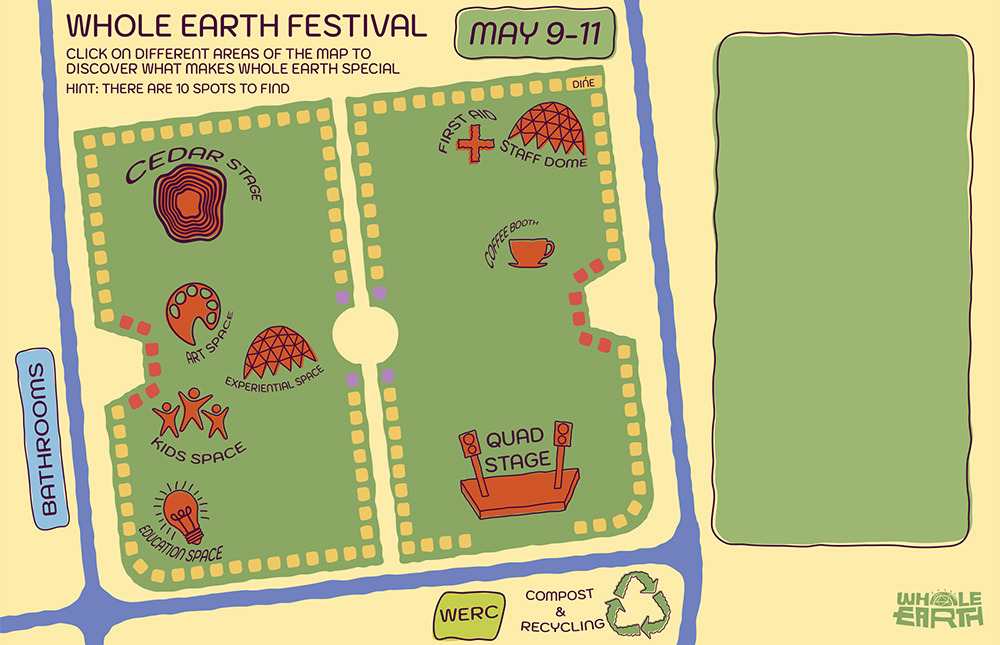 WHOLE EARTH FESTIVAL
CLICK ON DIFFERENT AREAS OF THE MAP TO
DISCOVER WHAT MAKES WHOLE EARTH SPECIAL
HINT: THERE ARE 10 SPOTS TO FIND
MAY 9-11
DINÉ
FIRST AID
STAFF DOME
CEDAR STAGE
COFFEE BOOTH
ART SPACE
EXPERIENTIAL SPACE
BATHROOMS
KIDS SPACE
QUAD
STAGE
EDUCATION SPACE
WERC
COMPOST
&
RECYCLING
WHOLE
EARTH